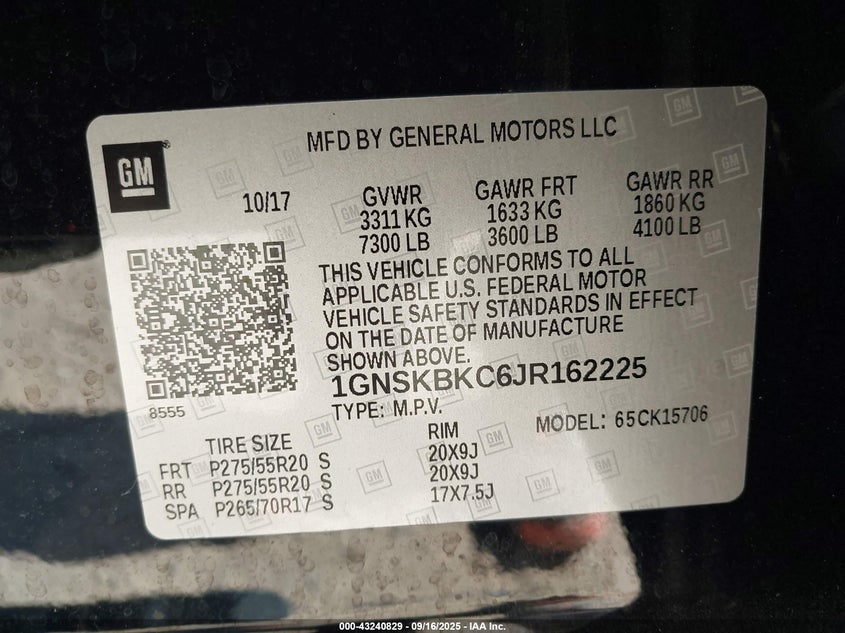 MFD BY GENERAL MOTORS LLC
GM
10/17
GVWR
3311 KG
7300 LB
GAWR FRT
1633 KG
3600 LB
GAWR RR
1860 KG
4100 LB
THIS VEHICLE CONFORMS TO ALL
APPLICABLE U.S. FEDERAL MOTOR
VEHICLE SAFETY STANDARDS IN EFFECT
ON THE DATE OF MANUFACTURE
SHOWN ABOVE.
1GNSKBKC6JR162225
8555
TYPE: M.P.V.
MODEL: 65CK15706
TIRE SIZE RIM
FRT P275/55R20 S 20X9J
RR P275/55R20 S 20X9J
SPA P265/70R17 S 17X7.5J
000-43240829 - 09/16/2025 - IAA Inc.